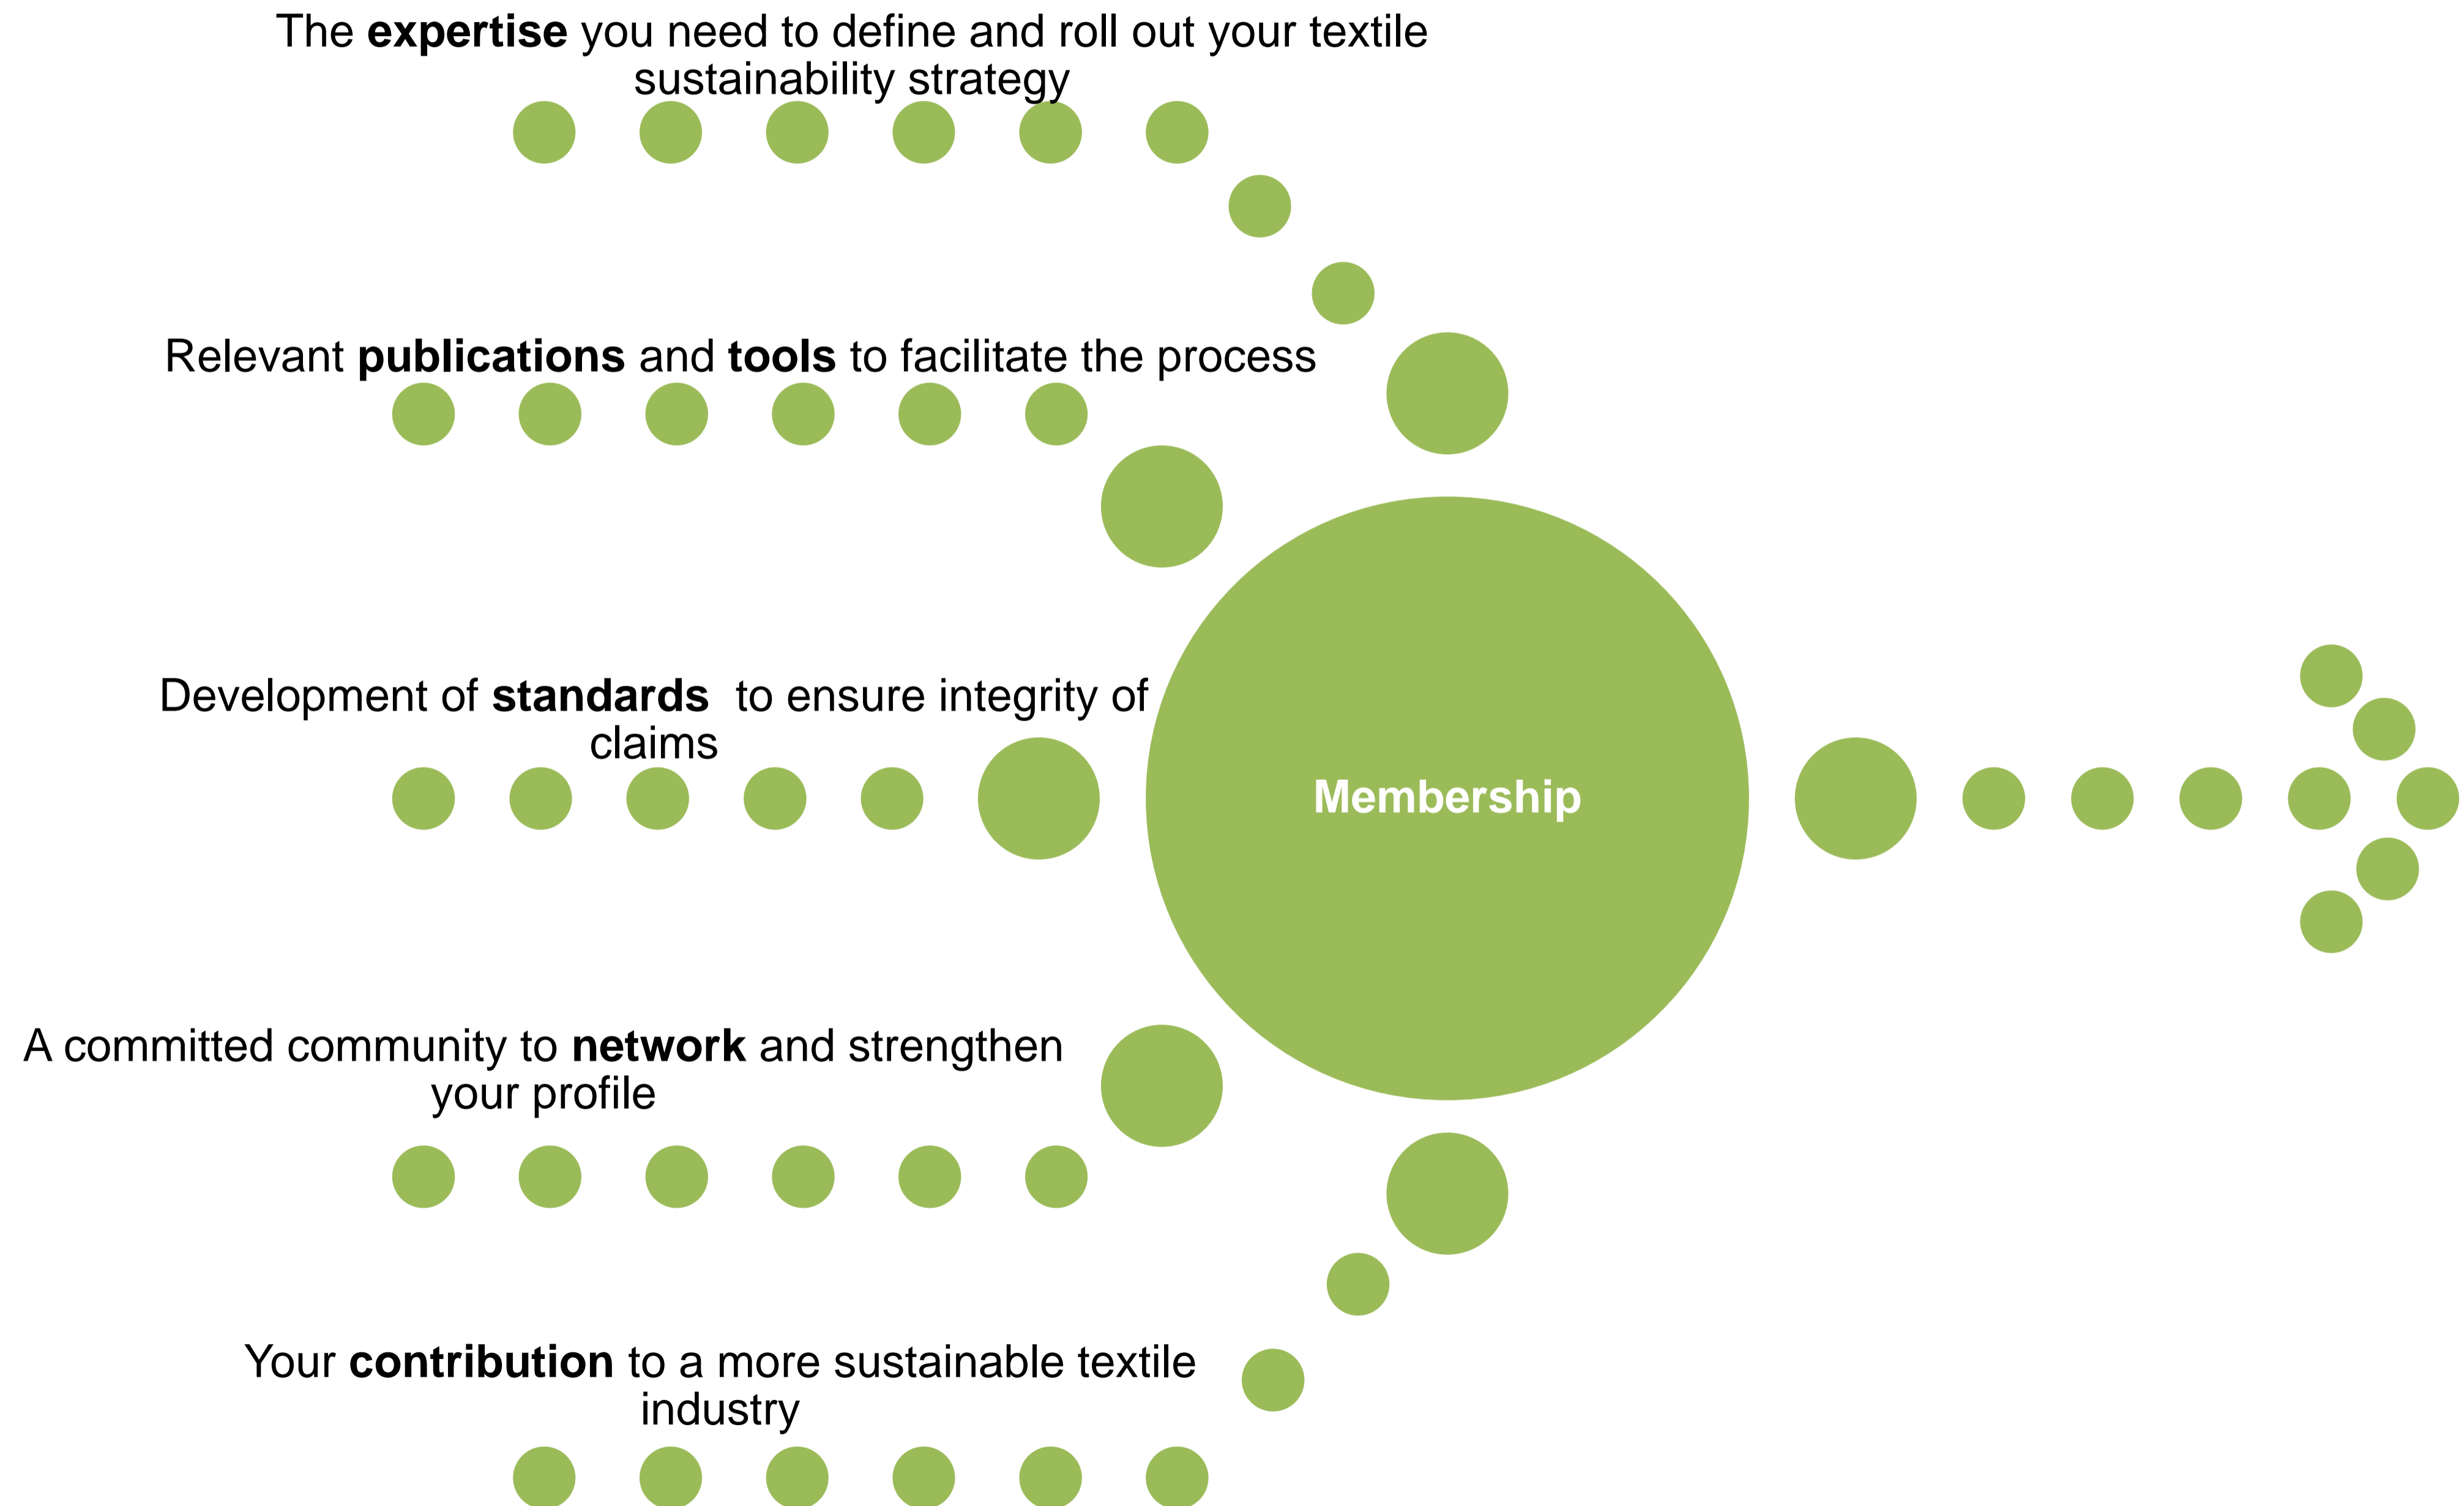 The expertise you need to define and roll out your textile
sustainability strategy
Relevant publications and tools to facilitate the process
Development of standards to ensure integrity of
claims
Membership
A committed community to network and strengthen
your profile
Your contribution to a more sustainable textile
industry